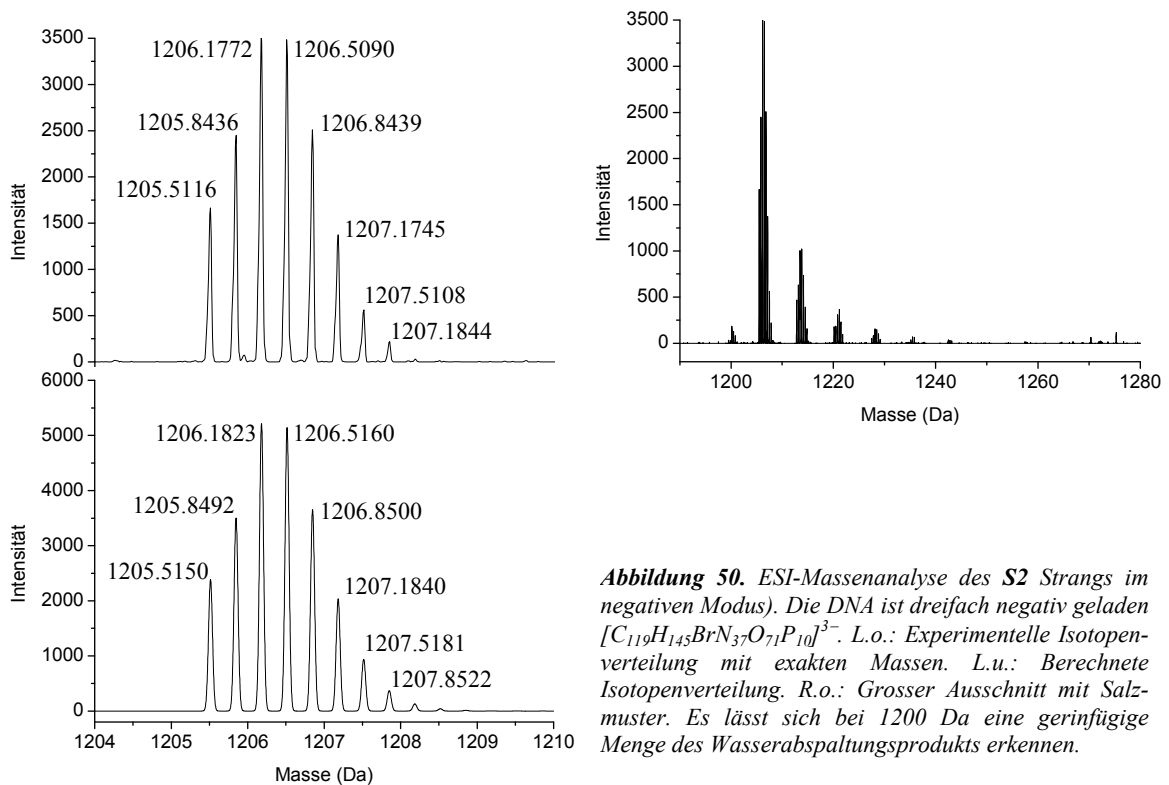 3500
3000
2500
2000
1500
1000
500
0
Intensität
1206.1772
1206.5090
1205.8436
1206.8439
1205.5116
1207.1745
1207.5108
1207.1844
6000
5000
4000
3000
2000
1000
0
Intensität
1206.1823
1206.5160
1205.8492
1206.8500
1205.5150
1207.1840
1207.5181
1207.8522
1204 1205 1206 1207 1208 1209 1210
Masse (Da)
3500
3000
2500
2000
1500
1000
500
0
Intensität
1200 1220 1240 1260 1280
Masse (Da)
Abbildung 50. ESI-Massenanalyse des S2 Strangs im
negativen Modus). Die DNA ist dreifach negativ geladen
[C₁₁₉H₁₄₅BrN₃₇O₇₁P₁₀]³⁻. L.o.: Experimentelle Isotopen-
verteilung mit exakten Massen. L.u.: Berechnete
Isotopenverteilung. R.o.: Grosser Ausschnitt mit Salz-
muster. Es lässt sich bei 1200 Da eine gerinfügige
Menge des Wasserabspaltungsprodukts erkennen.